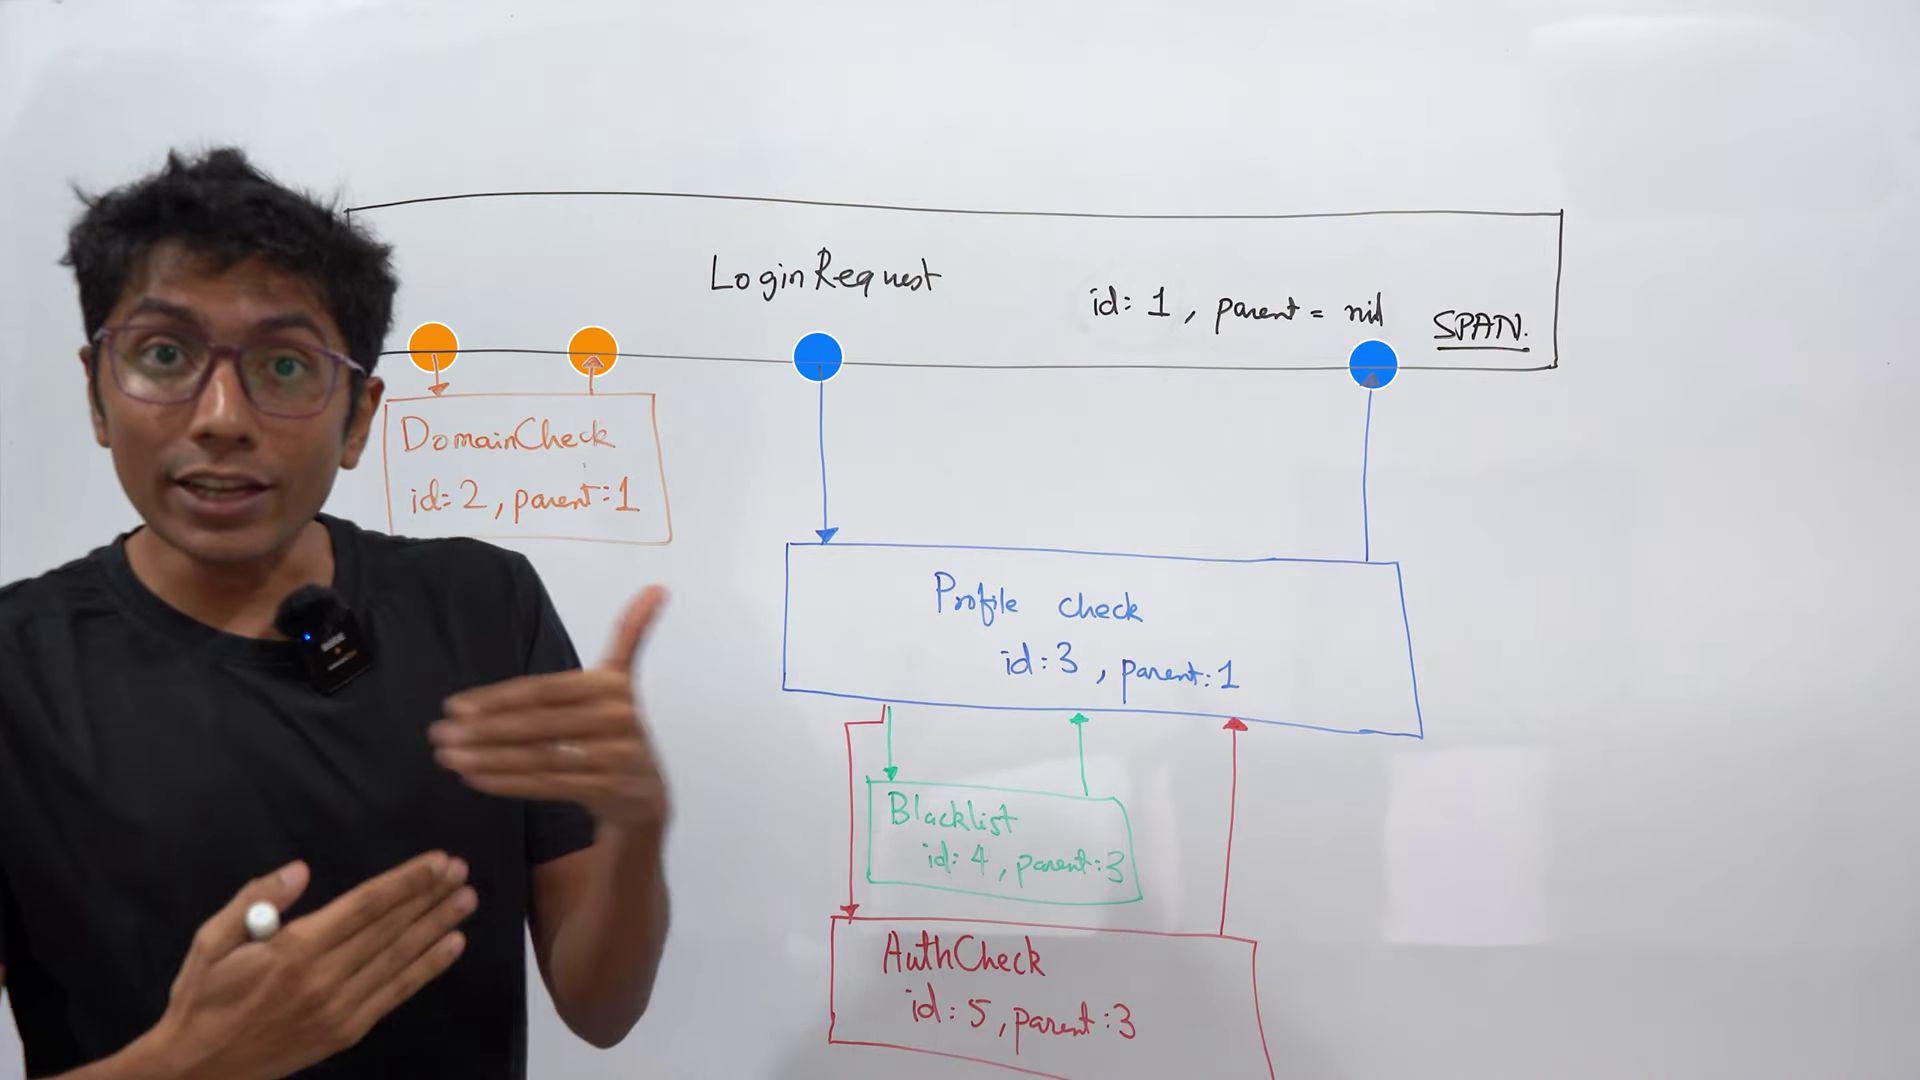 LoginRequest
id: 1, parent = nil
SPAN.
DomainCheck
id: 2, parent: 1
Profile check
id: 3, parent: 1
Blacklist
id: 4, parent: 3
AuthCheck
id: 5, parent: 3